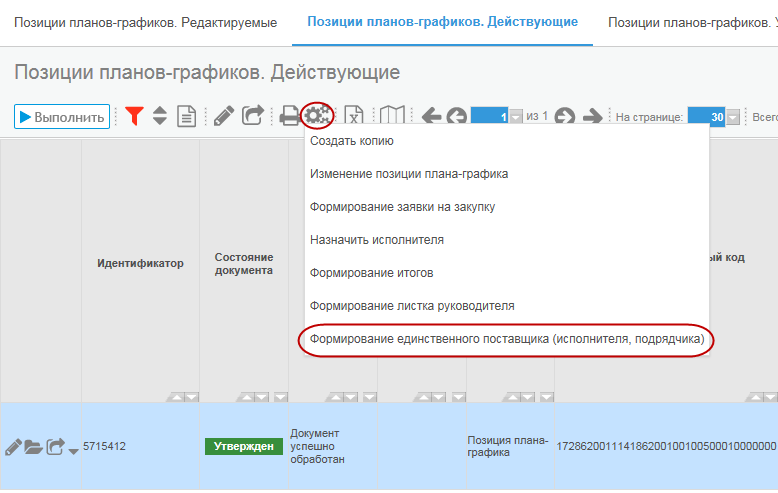 Позиции планов-графиков. Редактируемые
Позиции планов-графиков. Действующие
Позиции планов-графиков. У
Позиции планов-графиков. Действующие
Выполнить
1 из 1
На странице: 30
Всего
Создать копию
Изменение позиции плана-графика
Формирование заявки на закупку
Назначить исполнителя
Формирование итогов
Формирование листка руководителя
Формирование единственного поставщика (исполнителя, подрядчика)
Идентификатор
Состояние
документа
ый код
5715412
Утвержден
Документ
успешно
обработан
Позиция плана-
графика
172862001114186200100100500010000000